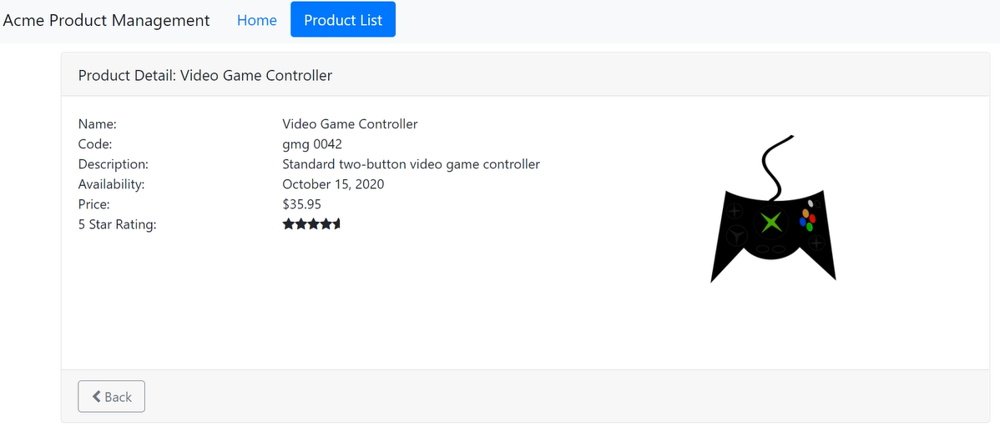 Acme Product Management Home Product List
Product Detail: Video Game Controller
Name: Video Game Controller
Code: gmg 0042
Description: Standard two-button video game controller
Availability: October 15, 2020
Price: $35.95
5 Star Rating:
Back